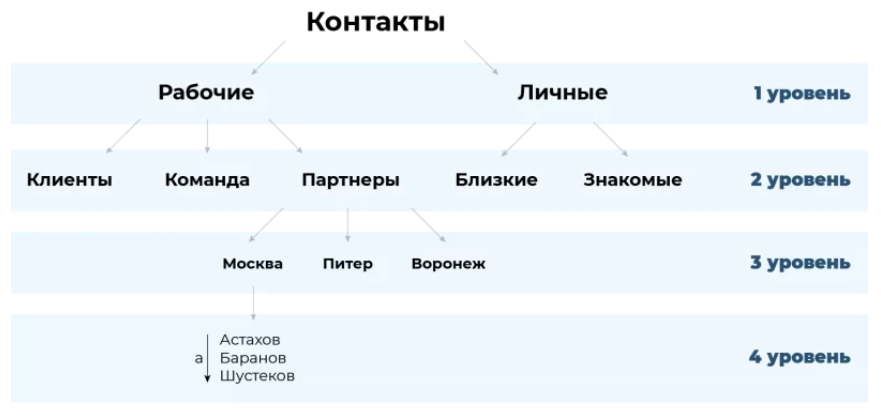 Контакты
Рабочие Личные 1 уровень
Клиенты Команда Партнеры Близкие Знакомые 2 уровень
Москва Питер Воронеж 3 уровень
Астахов
а Баранов 4 уровень
Шустеков